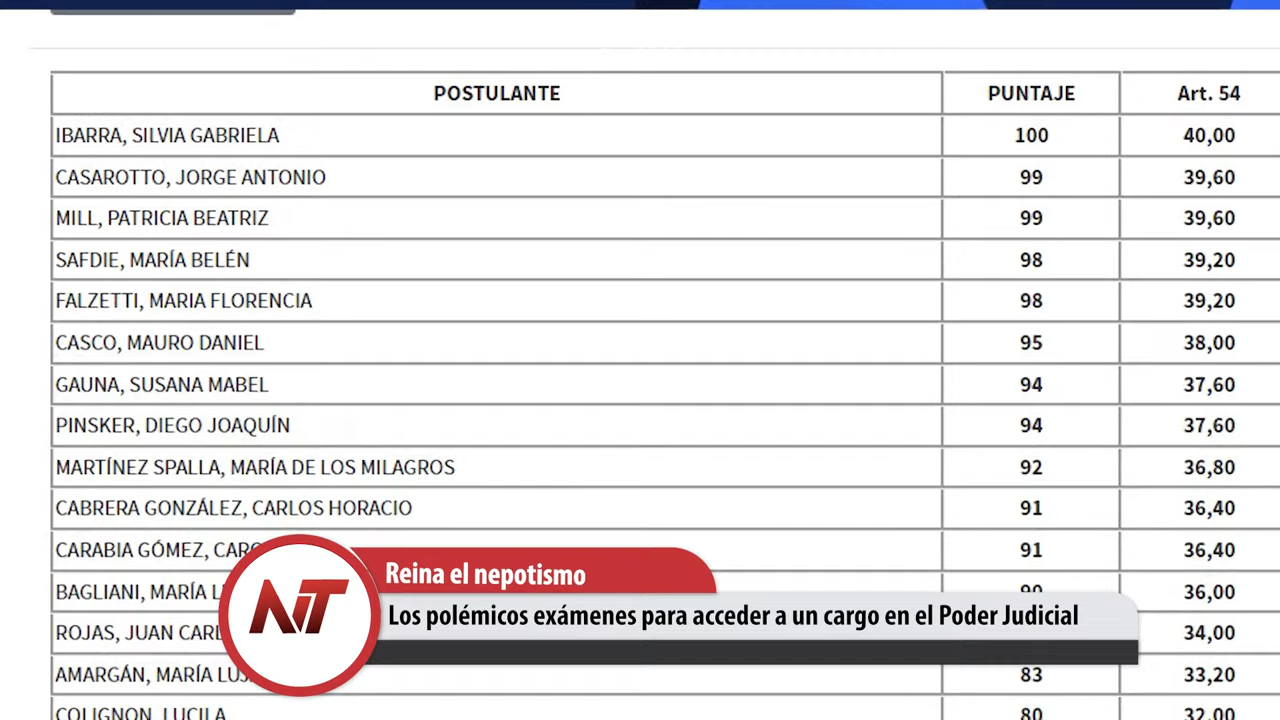 POSTULANTE PUNTAJE Art. 54
IBARRA, SILVIA GABRIELA 100 40,00
CASAROTTO, JORGE ANTONIO 99 39,60
MILL, PATRICIA BEATRIZ 99 39,60
SAFDIE, MARÍA BELÉN 98 39,20
FALZETTI, MARIA FLORENCIA 98 39,20
CASCO, MAURO DANIEL 95 38,00
GAUNA, SUSANA MABEL 94 37,60
PINSKER, DIEGO JOAQUÍN 94 37,60
MARTÍNEZ SPALLA, MARÍA DE LOS MILAGROS 92 36,80
CABRERA GONZÁLEZ, CARLOS HORACIO 91 36,40
CARABIA GÓMEZ, 91 36,40
BAGLIANI, MARÍA 90 36,00
ROJAS, JUAN 34,00
AMARGÁN, MARÍA 83 33,20
COLIGNON, LUCILA 80 32,00
NT
Reina el nepotismo
Los polémicos exámenes para acceder a un cargo en el Poder Judicial